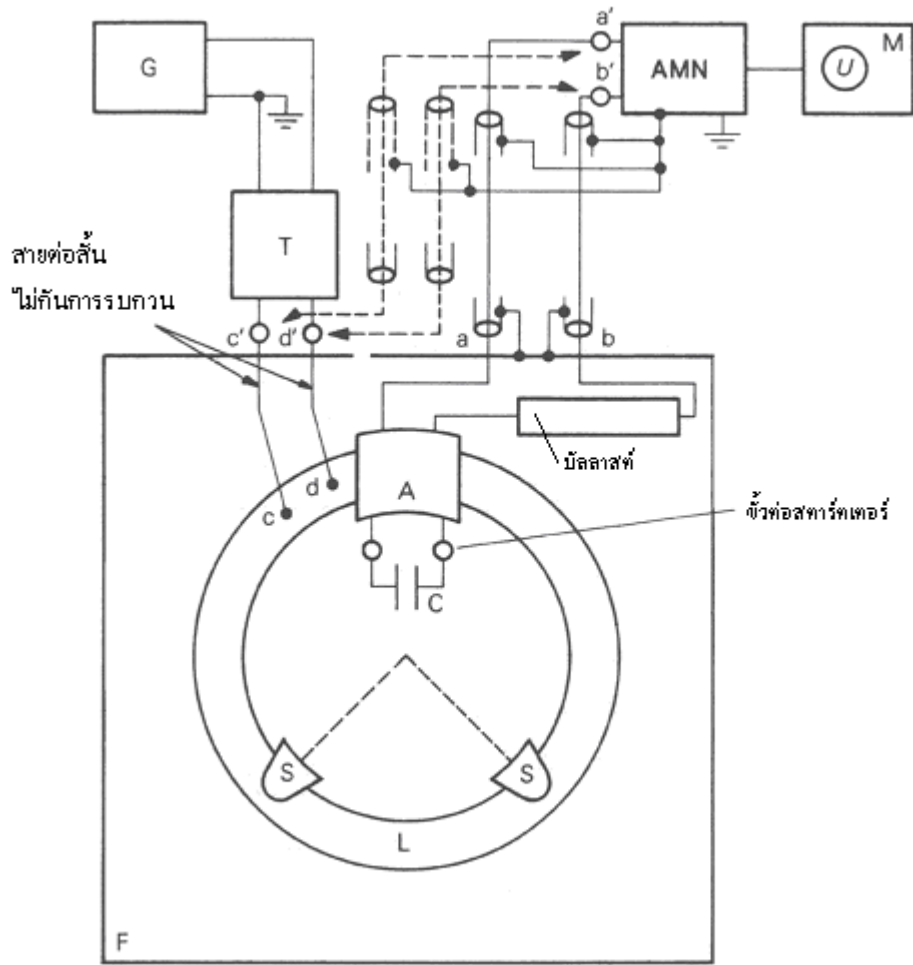 a'
G
AMN
U
M
b'
T
สายต่อสั้น
ไม่กันการรบกวน
c'
d'
a
b
บัลลาสต์
d
A
c
ขั้วต่อสตาร์ทเตอร์
C
S
S
L
F